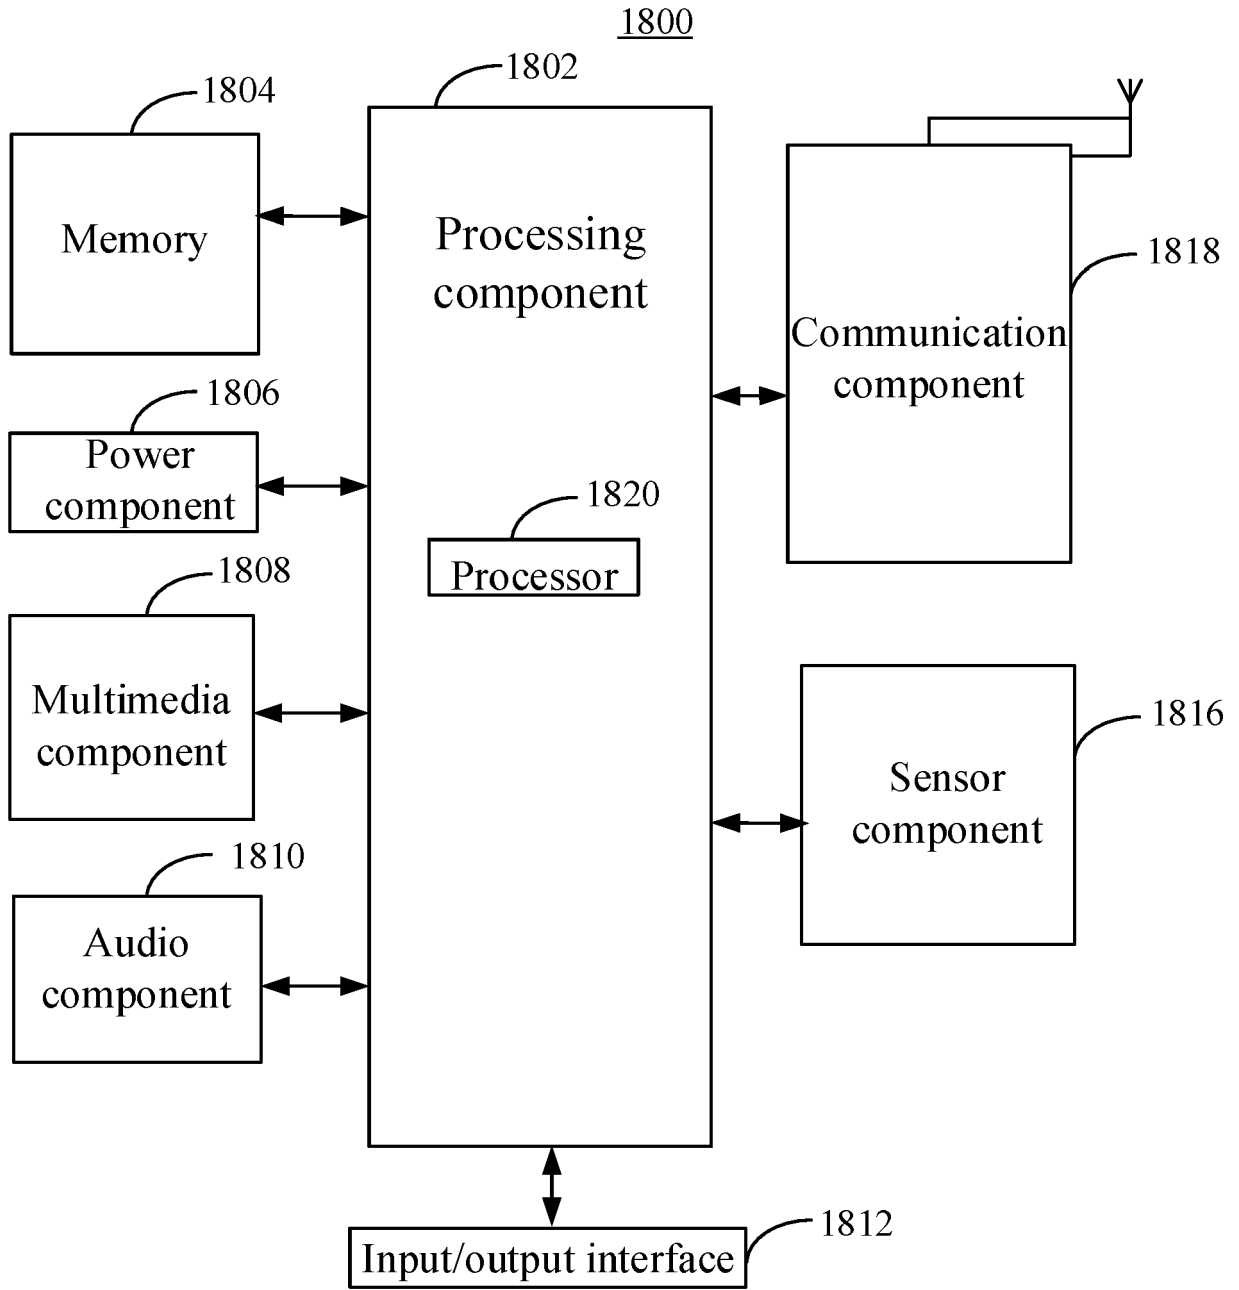 1800
1802
1804
Memory
Processing
component
1818
Communication
component
1806
Power
component
1820
Processor
1808
Multimedia
component
1816
Sensor
component
1810
Audio
component
1812
Input/output interface